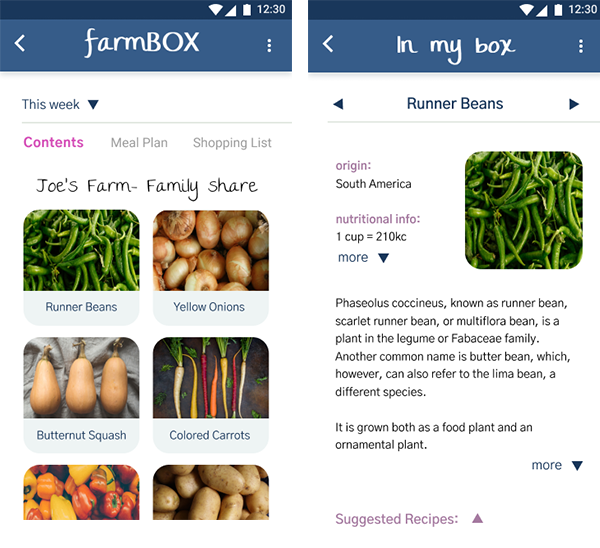 12:30
farmBOX
This week
Contents Meal Plan Shopping List
Joe's Farm- Family share
Runner Beans Yellow Onions
Butternut Squash Colored Carrots
12:30
In my box
Runner Beans
origin:
South America
nutritional info:
1 cup = 210kc
more
Phaseolus coccineus, known as runner bean,
scarlet runner bean, or multiflora bean, is a
plant in the legume or Fabaceae family.
Another common name is butter bean, which,
however, can also refer to the lima bean, a
different species.
It is grown both as a food plant and an
ornamental plant.
more
Suggested Recipes: